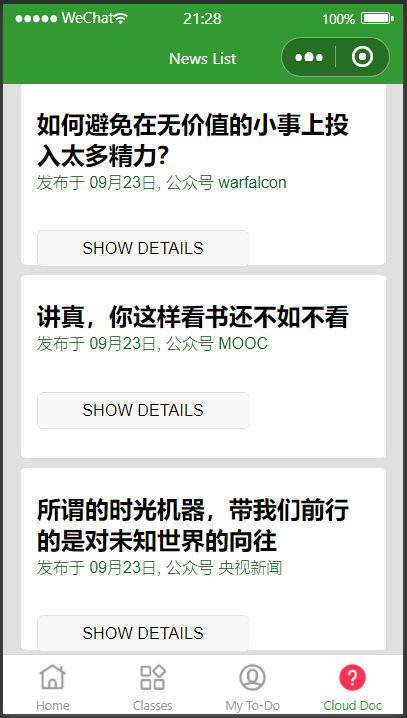 WeChat 21:28 100%
News List
如何避免在无价值的小事上投
入太多精力？
发布于 09月23日, 公众号 warfalcon
SHOW DETAILS
讲真，你这样看书还不如不看
发布于 09月23日, 公众号 MOOC
SHOW DETAILS
所谓的时光机器，带我们前行
的是对未知世界的向往
发布于 09月23日, 公众号 央视新闻
SHOW DETAILS
Home Classes My To-Do Cloud Doc